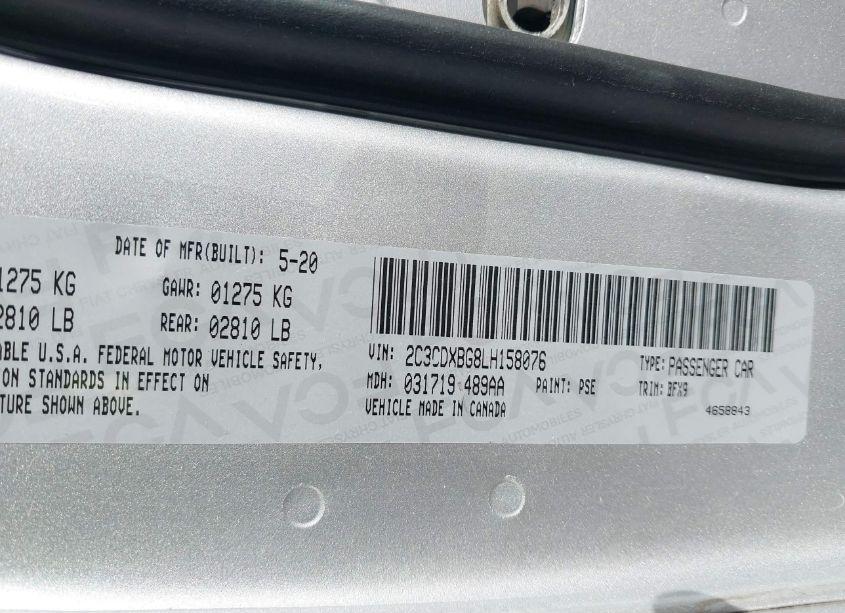 DATE OF MFR(BUILT): 5-20
1275 KG GAWR: 01275 KG
2810 LB REAR: 02810 LB
ABLE U.S.A. FEDERAL MOTOR VEHICLE SAFETY,
ON STANDARDS IN EFFECT ON
TURE SHOWN ABOVE.
VIN: 2C3CDXBG8LH158076 TYPE: PASSENGER CAR
MDH: 031719 489AA PAINT: PSE TRIM: BFX9
VEHICLE MADE IN CANADA 4658843